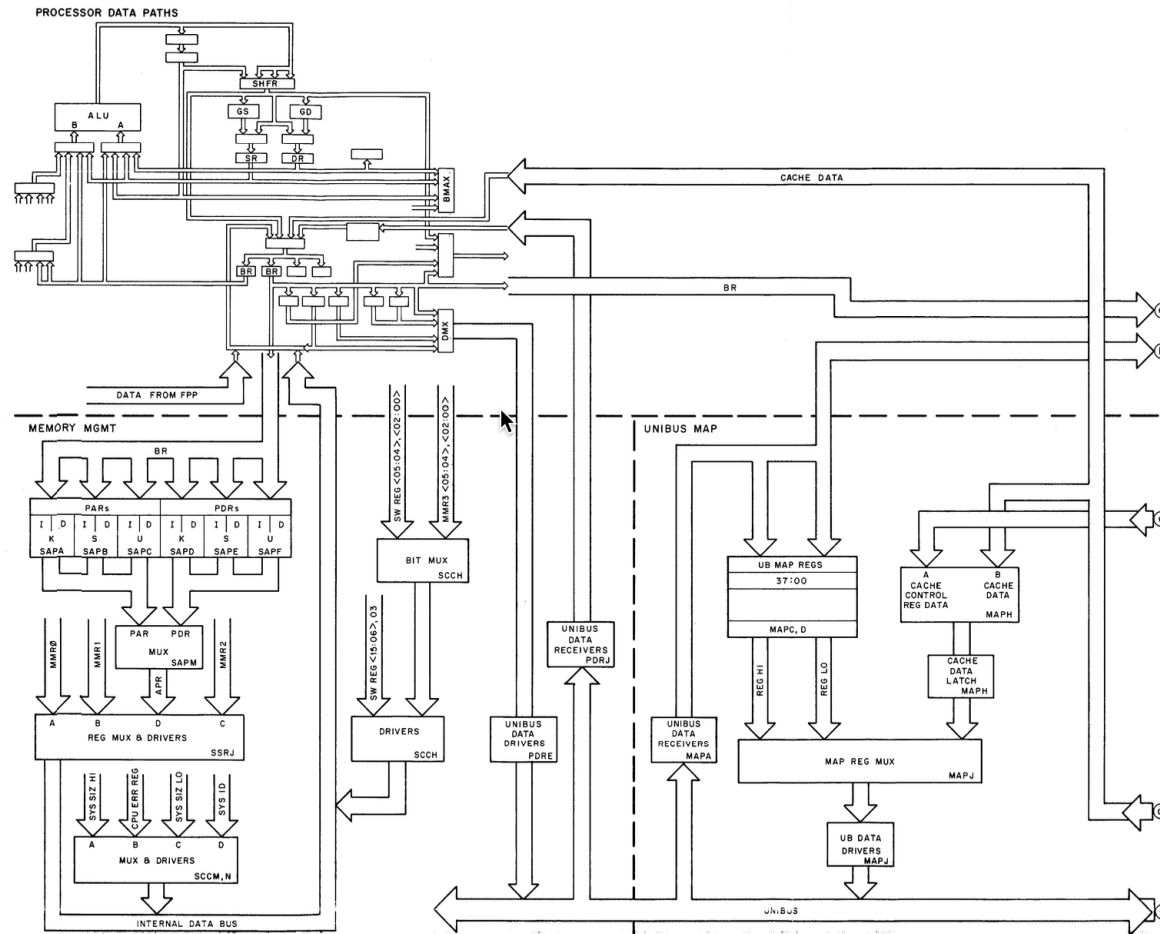 PROCESSOR DATA PATHS
SHFR
GS
GD
ALU
B A
SR
DR
BMAX
CACHE DATA
BR
BR
BR
DMX
DATA FROM FPP
MEMORY MGMT
BR
PARs
PDRs
I D I D I D I D I D I D
K S U K S U
SAPA SAPB SAPC SAPD SAPE SAPF
PAR PDR
MUX
SAPM
MMRØ
MMR1
APR
MMR2
A B D C
REG MUX & DRIVERS
SSRJ
SYS SIZ HI
CPU ERR REG
SYS SIZ LO
SYS ID
A B C D
MUX & DRIVERS
SCCM, N
INTERNAL DATA BUS
SW REG <05:04>, <02:00>
MMR3 <05:04>, <02:00>
BIT MUX
SCCH
SW REG <15:06>, 03
DRIVERS
SCCH
UNIBUS
DATA
DRIVERS
PDRE
UNIBUS
DATA
RECEIVERS
PDRJ
UNIBUS MAP
UB MAP REGS
37:00
MAPC, D
REG HI
REG LO
A
CACHE
CONTROL
REG DATA
B
CACHE
DATA
MAPH
CACHE
DATA
LATCH
MAPH
UNIBUS
DATA
RECEIVERS
MAPA
MAP REG MUX
MAPJ
UB DATA
DRIVERS
MAPJ
UNIBUS